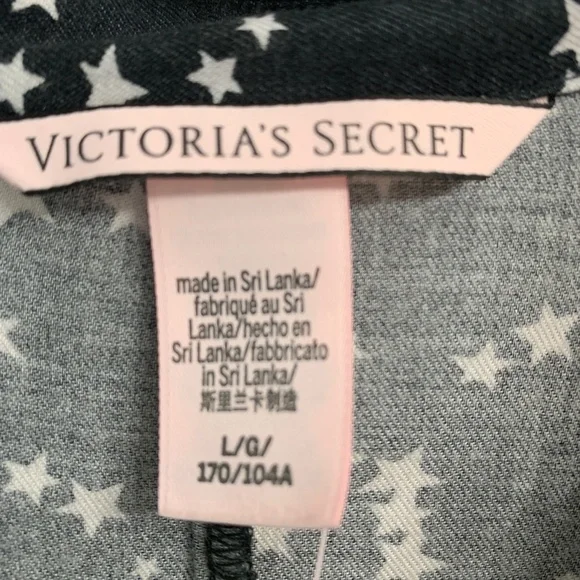 VICTORIA'S SECRET
made in Sri Lanka/
fabriqué au Sri
Lanka/hecho en
Sri Lanka/fabbricato
in Sri Lanka/
斯里兰卡制造
L/G/
170/104A